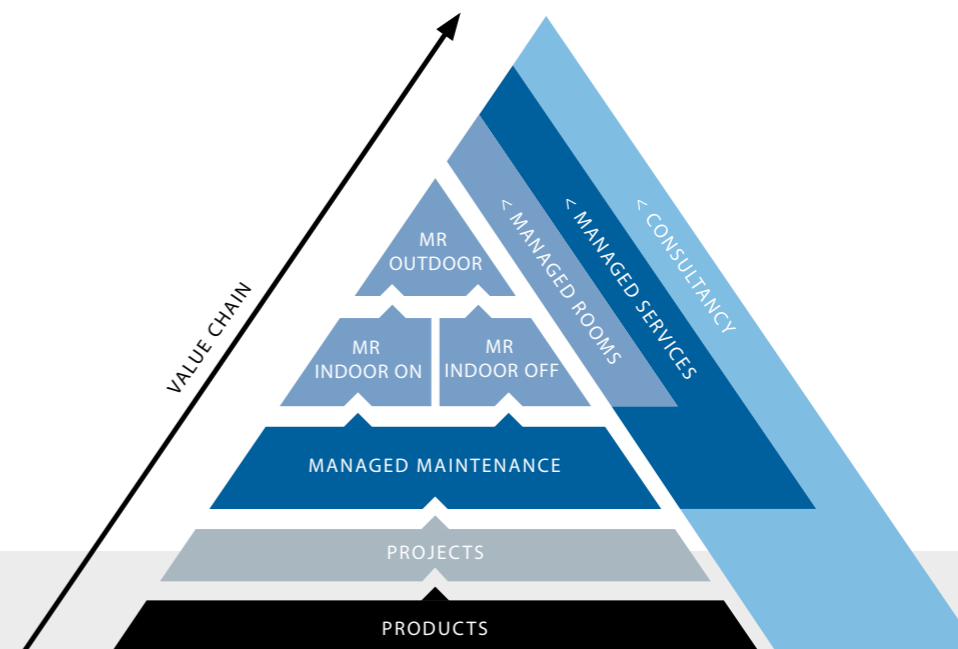 VALUE CHAIN
MR
OUTDOOR
MR
INDOOR ON
MR
INDOOR OFF
MANAGED MAINTENANCE
PROJECTS
PRODUCTS
< MANAGED ROOMS
< MANAGED SERVICES
< CONSULTANCY